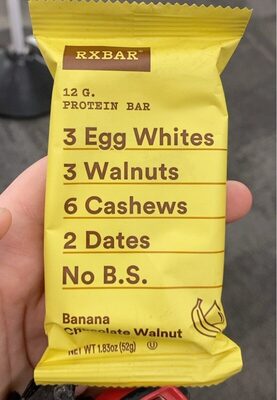 RXBAR™
12 G.
PROTEIN BAR
3 Egg Whites
3 Walnuts
6 Cashews
2 Dates
No B.S.
Banana
Chocolate Walnut
NET WT 1.83oz (52g) U